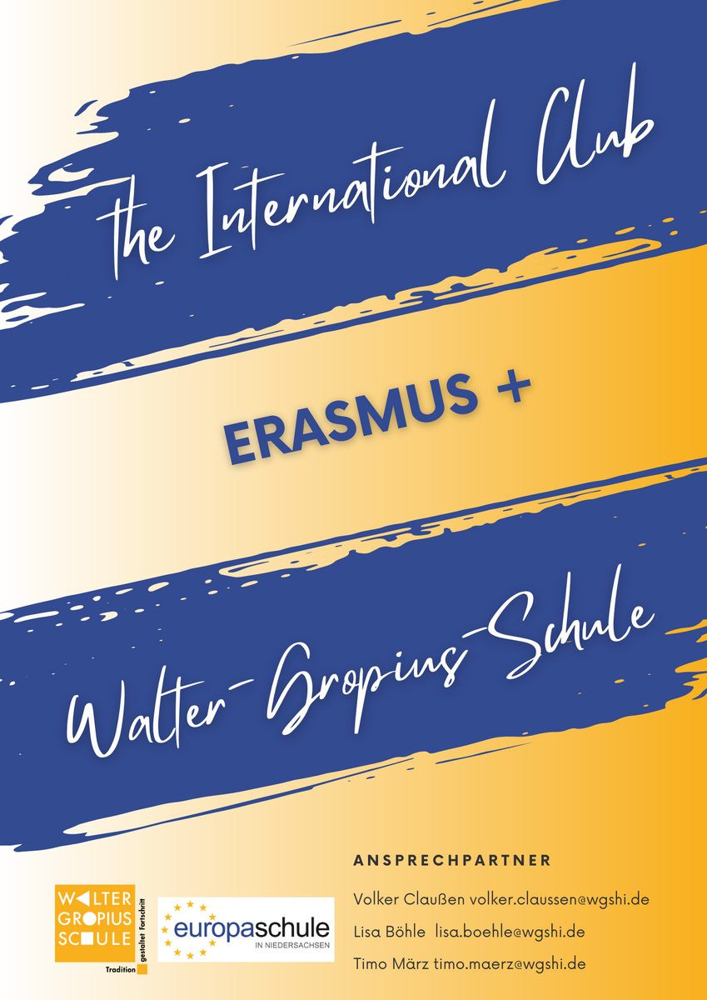 the International Club
ERASMUS +
Walter-Gropius-Schule
ANSPRECHPARTNER
Volker Claußen volker.claussen@wgshi.de
Lisa Böhle lisa.boehle@wgshi.de
Timo März timo.maerz@wgshi.de
WALTER
GROPIUS
SCHULE
gestaltet Fortschritt
Tradition
europaschule
IN NIEDERSACHSEN